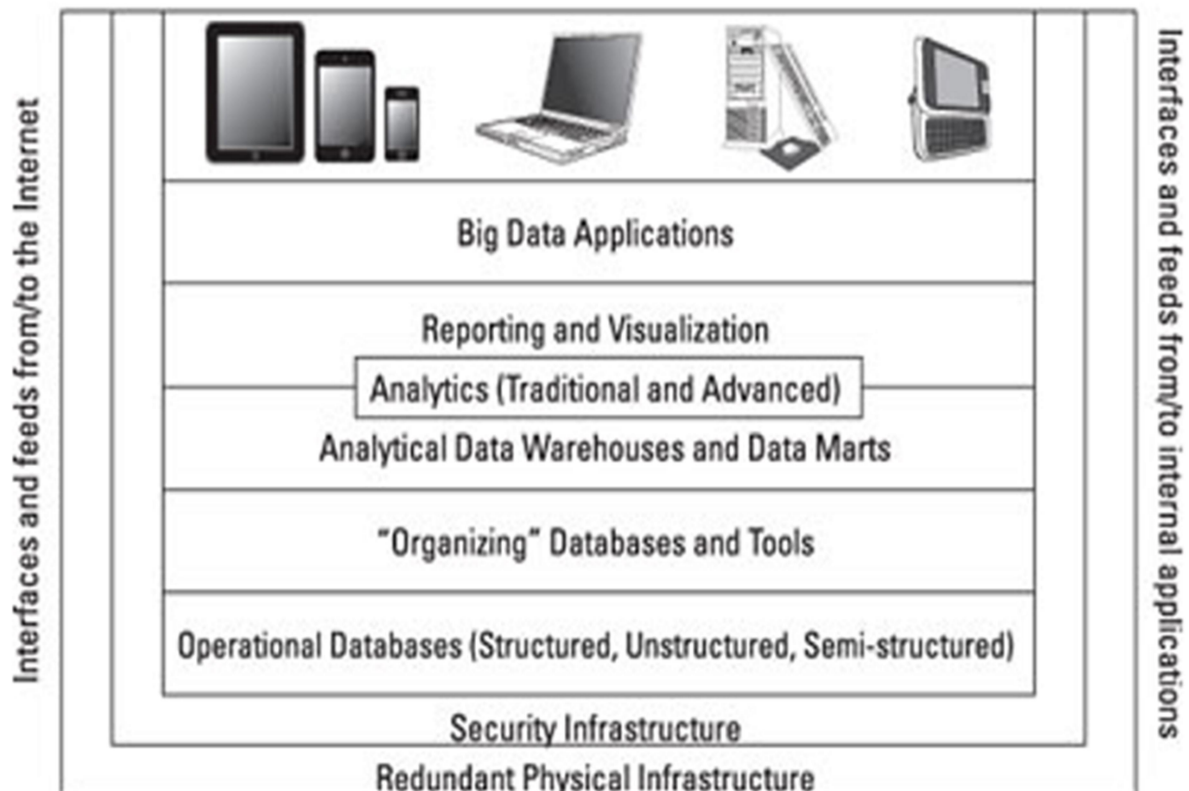 Interfaces and feeds from/to the Internet
Big Data Applications
Reporting and Visualization
Analytics (Traditional and Advanced)
Analytical Data Warehouses and Data Marts
"Organizing" Databases and Tools
Operational Databases (Structured, Unstructured, Semi-structured)
Security Infrastructure
Redundant Physical Infrastructure
Interfaces and feeds from/to internal applications